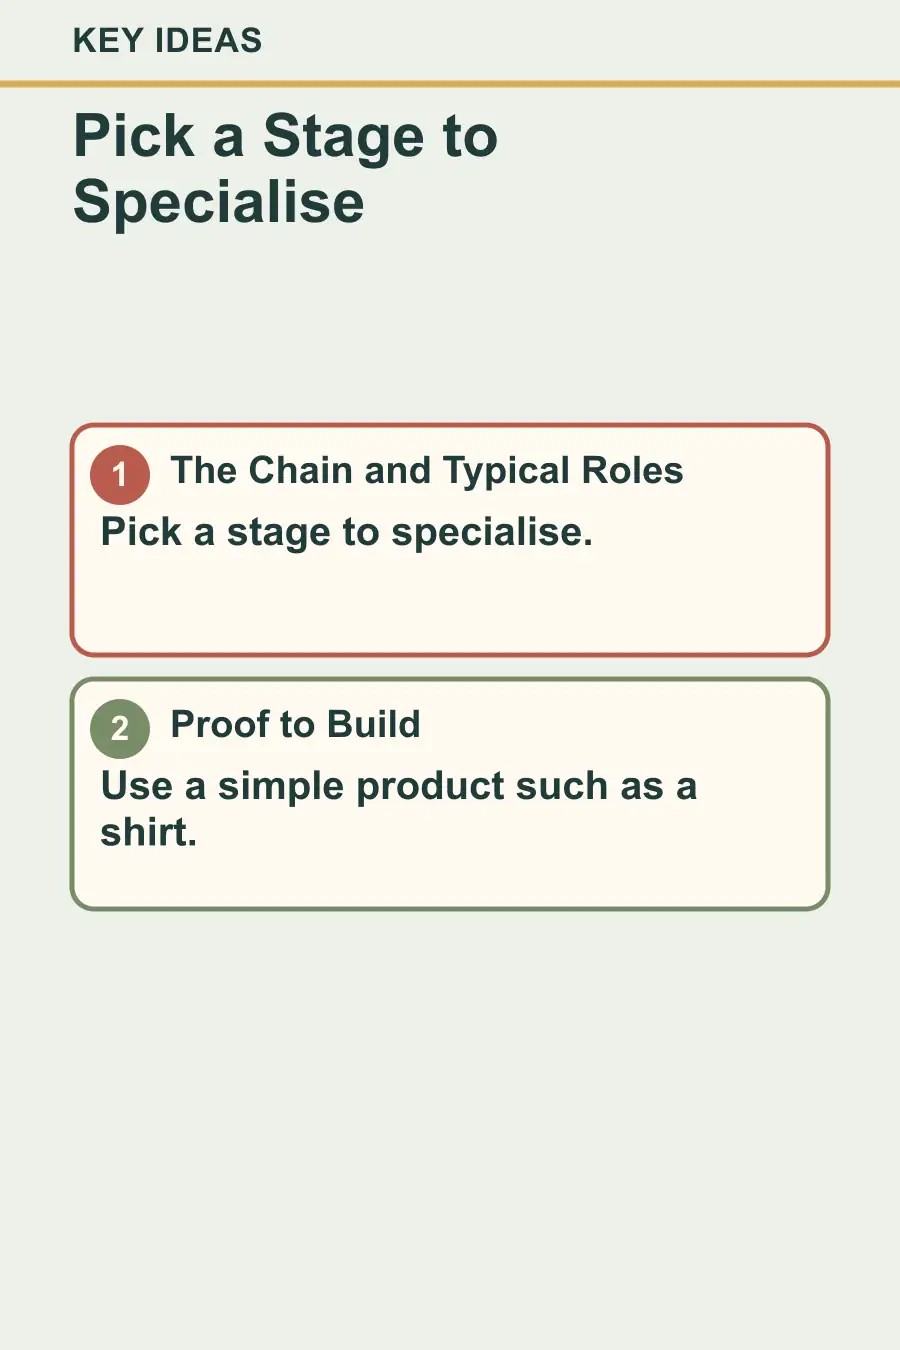 KEY IDEAS
Pick a Stage to
Specialise
1 The Chain and Typical Roles
Pick a stage to specialise.
2 Proof to Build
Use a simple product such as a
shirt.